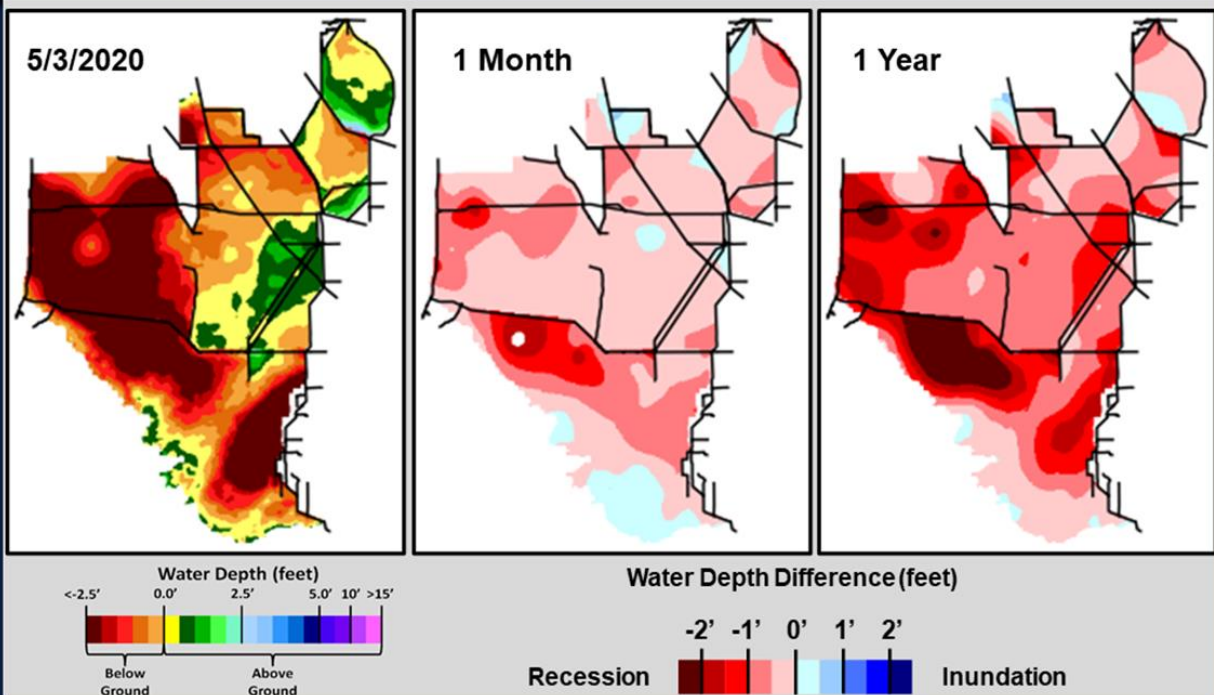 5/3/2020
1 Month
1 Year
Water Depth (feet)
<-2.5' 0.0' 2.5' 5.0' 10' >15'
Below
Ground
Above
Ground
Water Depth Difference (feet)
-2' -1' 0' 1' 2'
Recession
Inundation